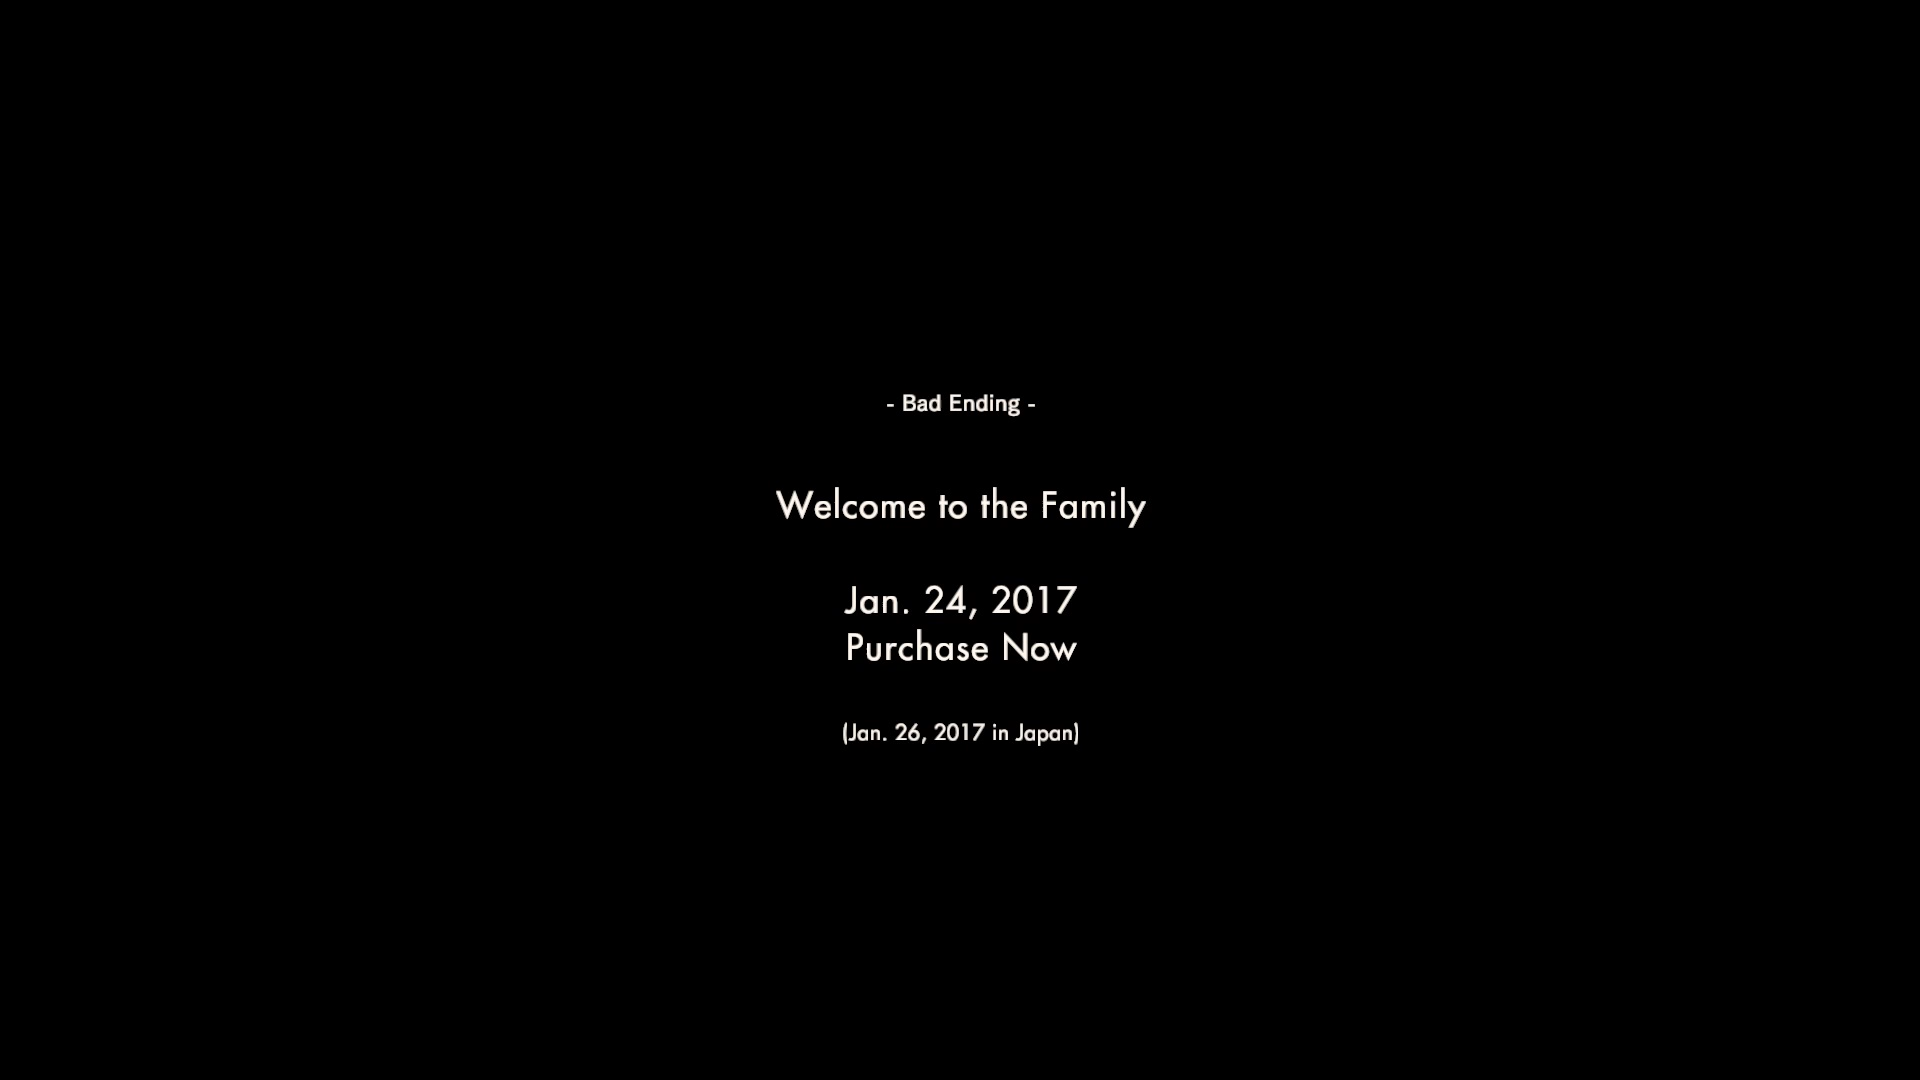 - Bad Ending -
Welcome to the Family
Jan. 24, 2017
Purchase Now
(Jan. 26, 2017 in Japan)